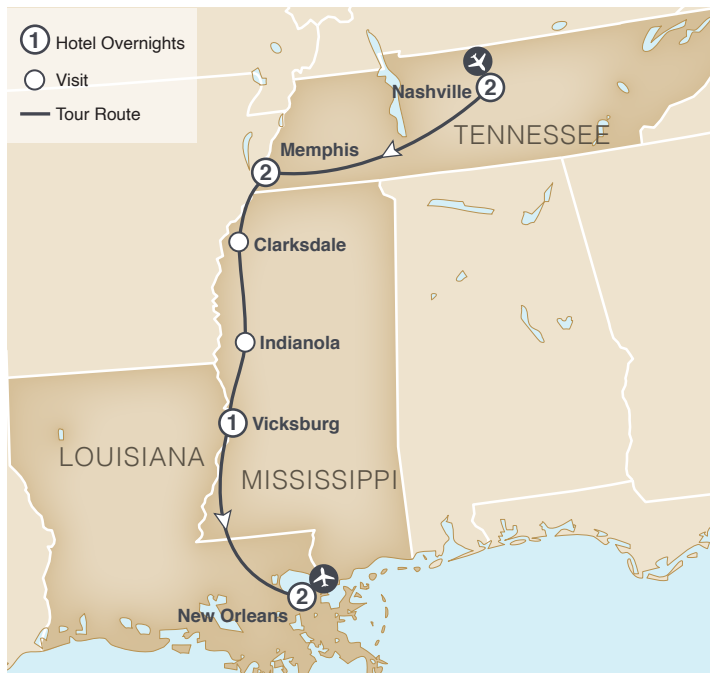 1 Hotel Overnights
Visit
Tour Route
Nashville
2
TENNESSEE
Memphis
2
Clarksdale
Indianola
1 Vicksburg
LOUISIANA
MISSISSIPPI
2
New Orleans